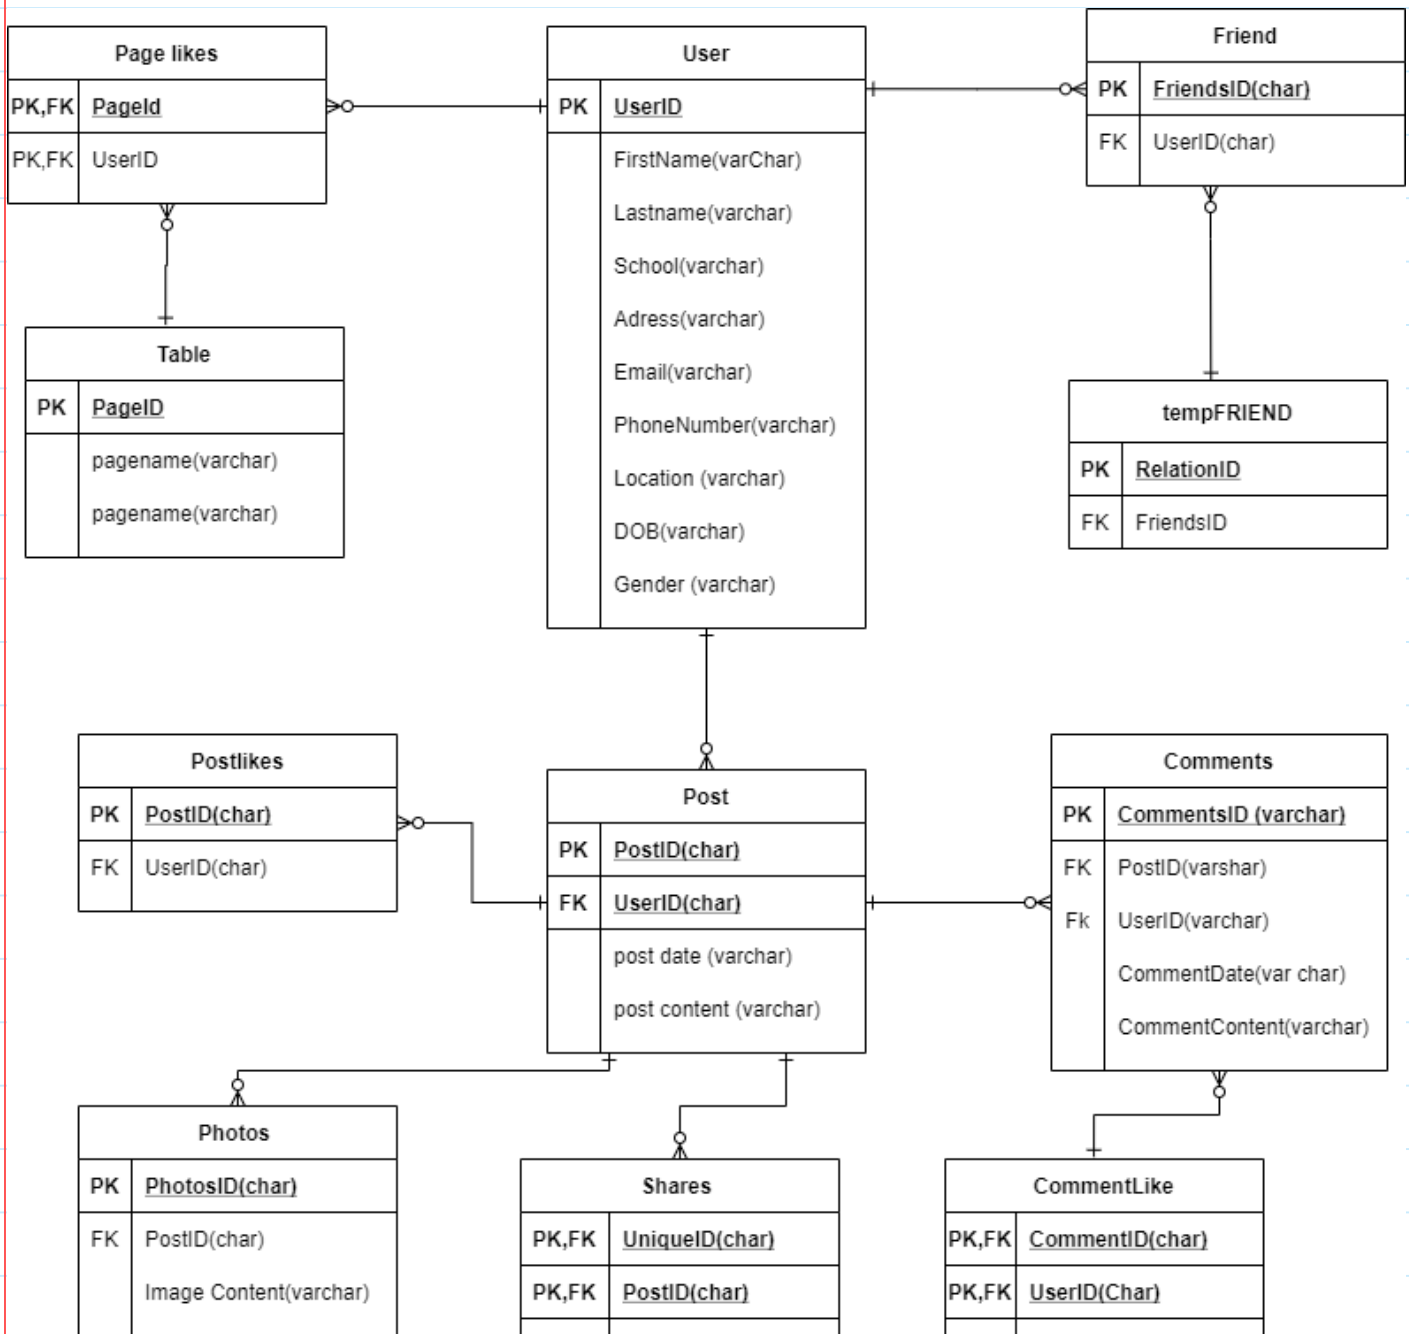 Page likes
PK,FK PageId
PK,FK UserID
User
PK UserID
FirstName(varChar)
Lastname(varchar)
School(varchar)
Adress(varchar)
Email(varchar)
PhoneNumber(varchar)
Location (varchar)
DOB(varchar)
Gender (varchar)
Friend
PK FriendsID(char)
FK UserID(char)
Table
PK PageID
pagename(varchar)
pagename(varchar)
tempFRIEND
PK RelationID
FK FriendsID
Postlikes
PK PostID(char)
FK UserID(char)
Post
PK PostID(char)
FK UserID(char)
post date (varchar)
post content (varchar)
Comments
PK CommentsID (varchar)
FK PostID(varshar)
Fk UserID(varchar)
CommentDate(var char)
CommentContent(varchar)
Photos
PK PhotosID(char)
FK PostID(char)
Image Content(varchar)
Shares
PK,FK UniqueID(char)
PK,FK PostID(char)
CommentLike
PK,FK CommentID(char)
PK,FK UserID(Char)